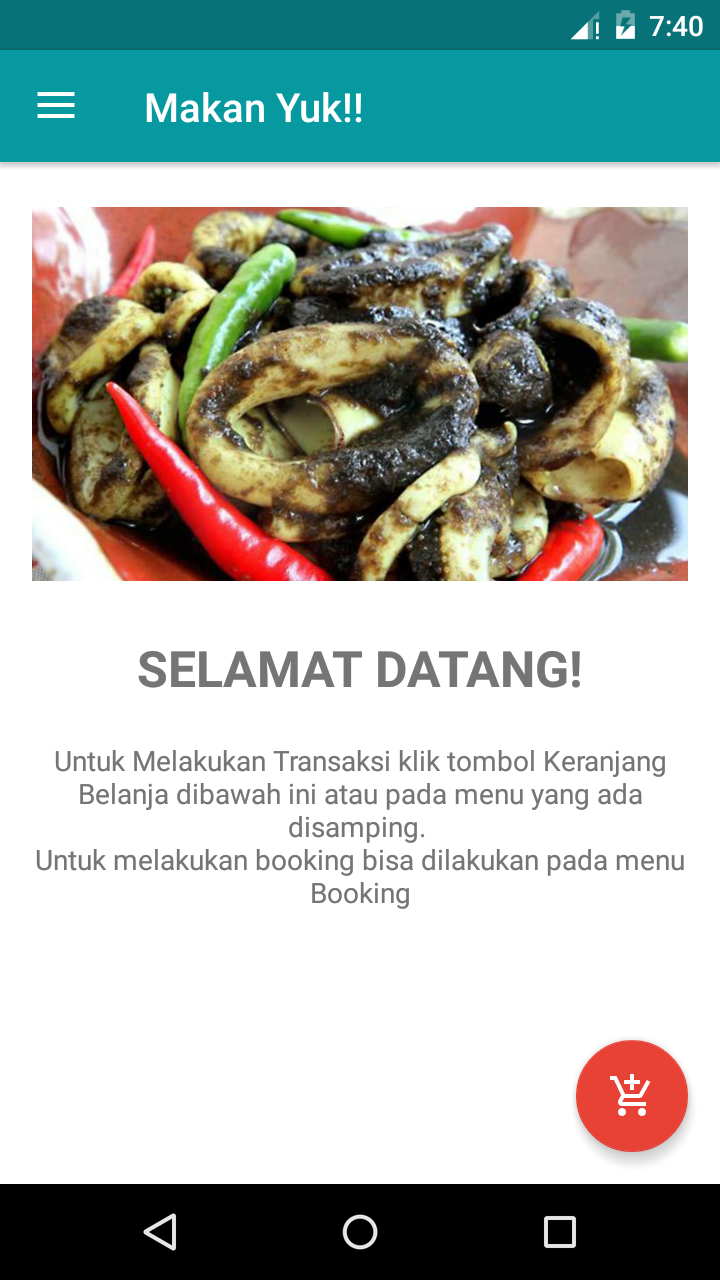 7:40
Makan Yuk!!
SELAMAT DATANG!
Untuk Melakukan Transaksi klik tombol Keranjang
Belanja dibawah ini atau pada menu yang ada
disamping.
Untuk melakukan booking bisa dilakukan pada menu
Booking